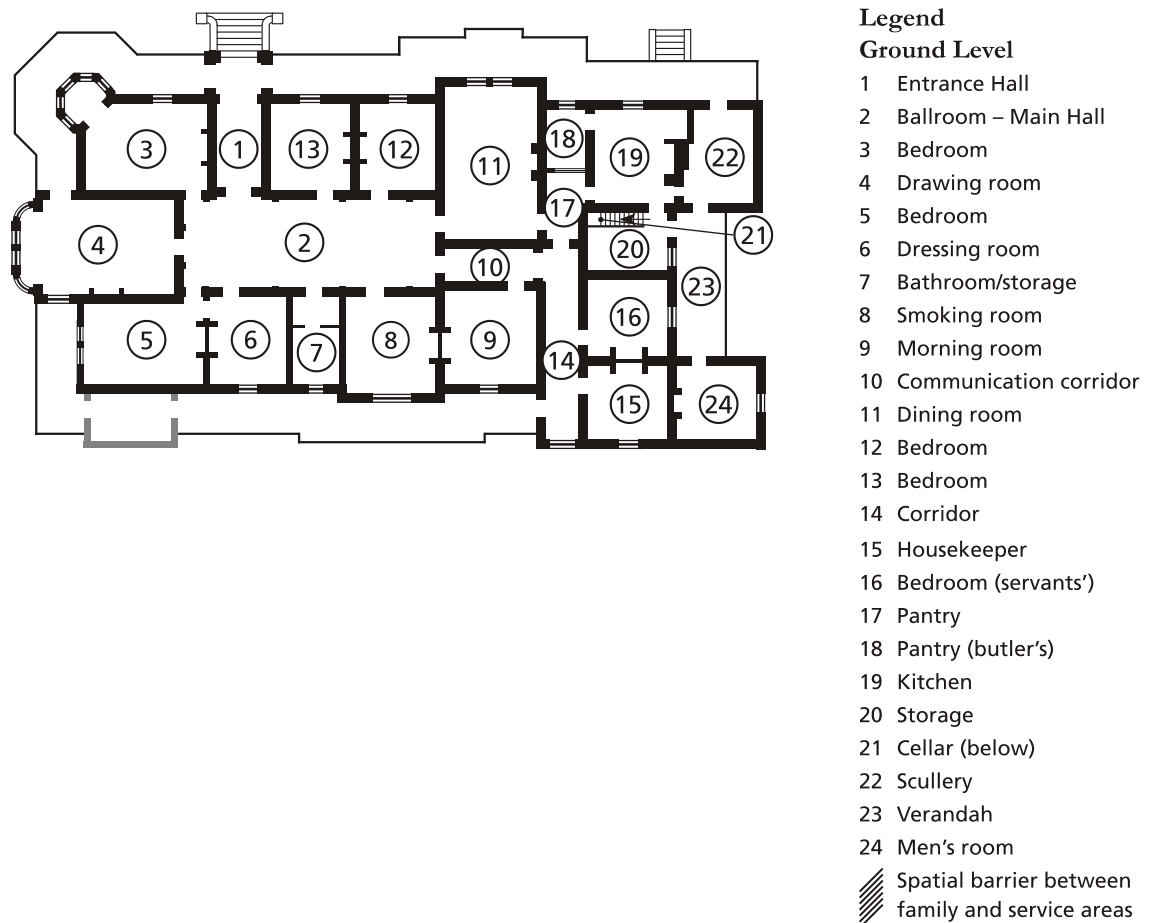 3
1
13
12
11
18
19
22
17
21
4
2
20
10
23
16
5
6
7
8
9
14
15
24
Legend
Ground Level
1 Entrance Hall
2 Ballroom – Main Hall
3 Bedroom
4 Drawing room
5 Bedroom
6 Dressing room
7 Bathroom/storage
8 Smoking room
9 Morning room
10 Communication corridor
11 Dining room
12 Bedroom
13 Bedroom
14 Corridor
15 Housekeeper
16 Bedroom (servants’)
17 Pantry
18 Pantry (butler’s)
19 Kitchen
20 Storage
21 Cellar (below)
22 Scullery
23 Verandah
24 Men’s room
Spatial barrier between
family and service areas